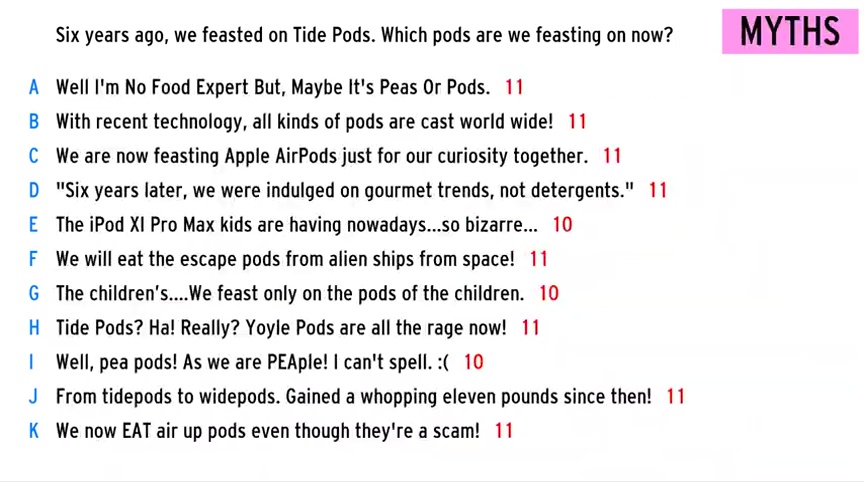 Six years ago, we feasted on Tide Pods. Which pods are we feasting on now?
MYTHS
A Well I'm No Food Expert But, Maybe It's Peas Or Pods. 11
B With recent technology, all kinds of pods are cast world wide! 11
C We are now feasting Apple AirPods just for our curiosity together. 11
D "Six years later, we were indulged on gourmet trends, not detergents." 11
E The iPod XI Pro Max kids are having nowadays...so bizarre... 10
F We will eat the escape pods from alien ships from space! 11
G The children's....We feast only on the pods of the children. 10
H Tide Pods? Ha! Really? Yoyle Pods are all the rage now! 11
I Well, pea pods! As we are PEAple! I can't spell. :( 10
J From tidepods to widepods. Gained a whopping eleven pounds since then! 11
K We now EAT air up pods even though they're a scam! 11